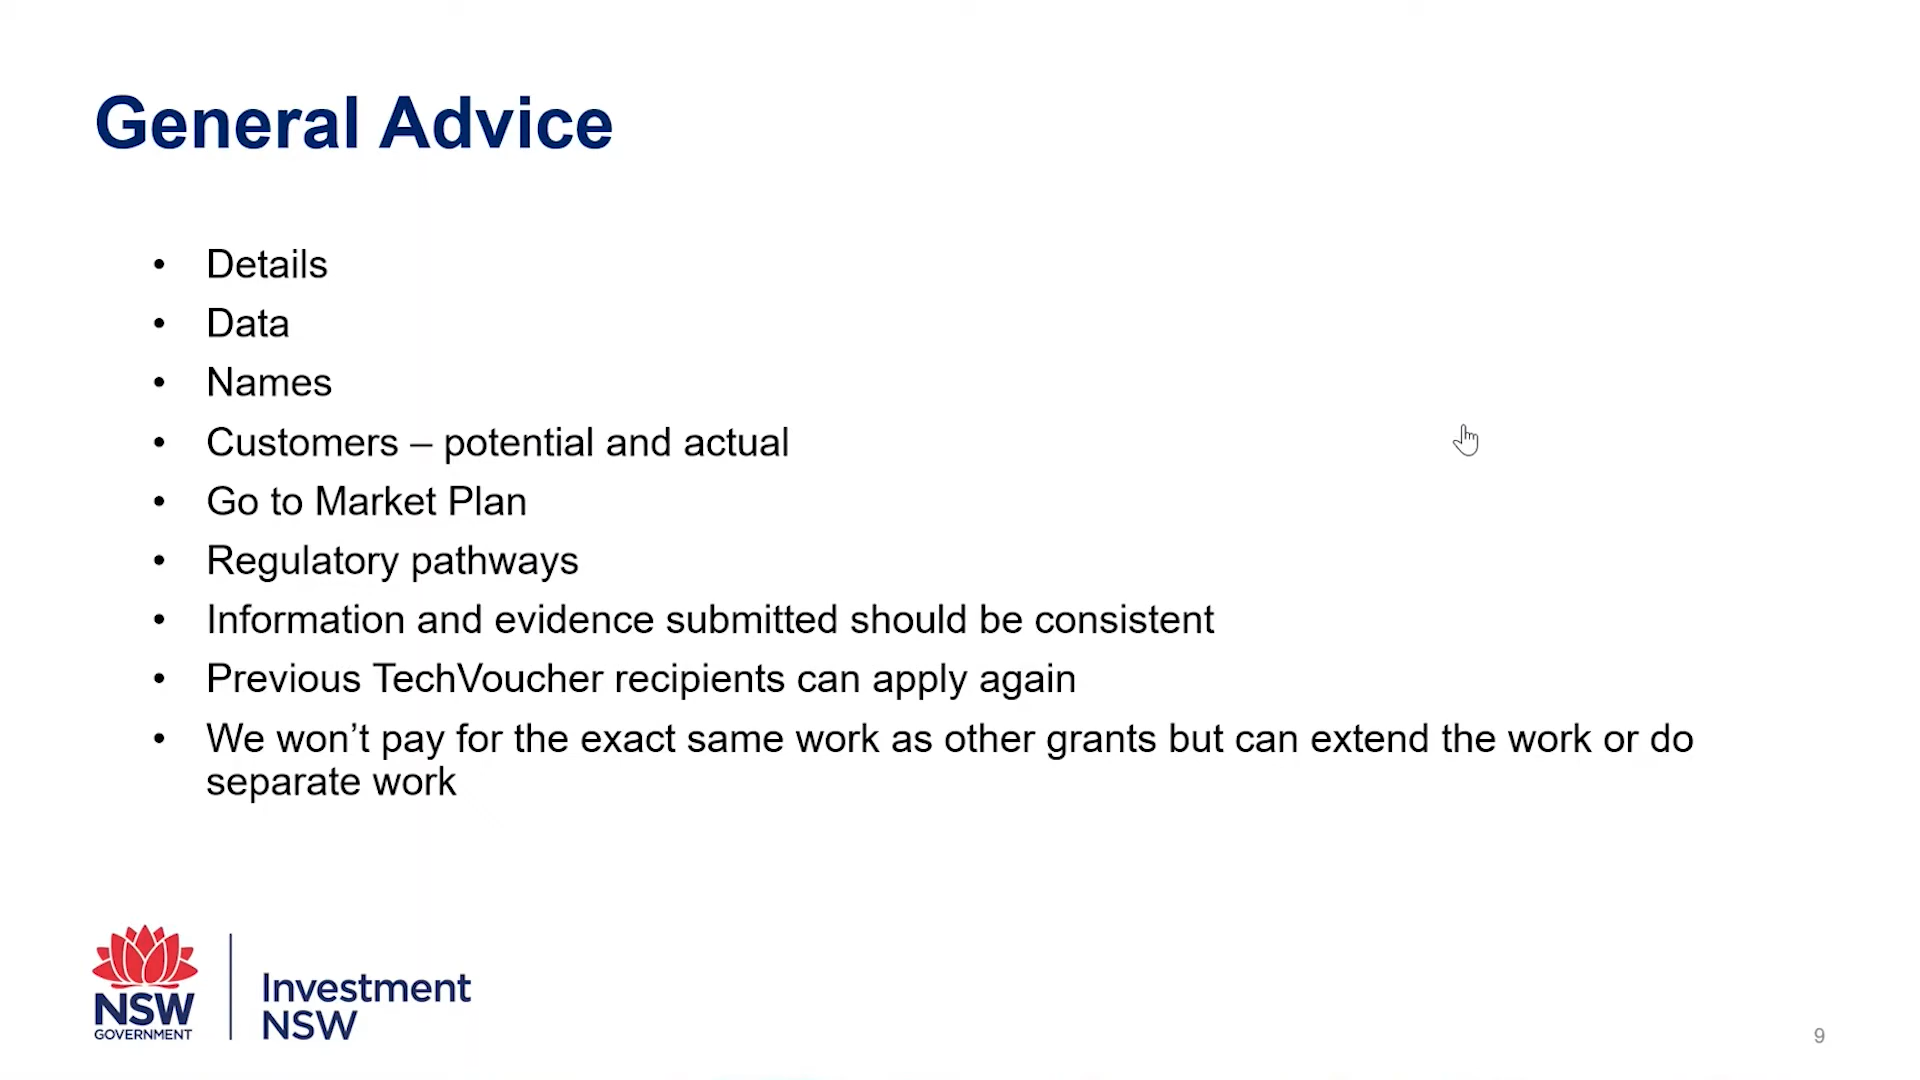 General Advice
• Details
• Data
• Names
• Customers – potential and actual
• Go to Market Plan
• Regulatory pathways
• Information and evidence submitted should be consistent
• Previous TechVoucher recipients can apply again
• We won’t pay for the exact same work as other grants but can extend the work or do
separate work
NSW
GOVERNMENT
Investment
NSW
9